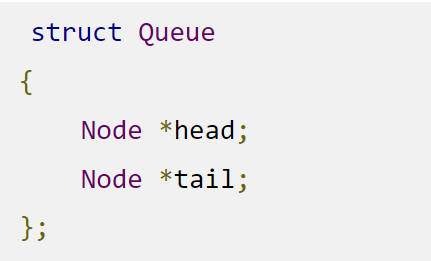 struct Queue
{
    Node *head;
    Node *tail;
};